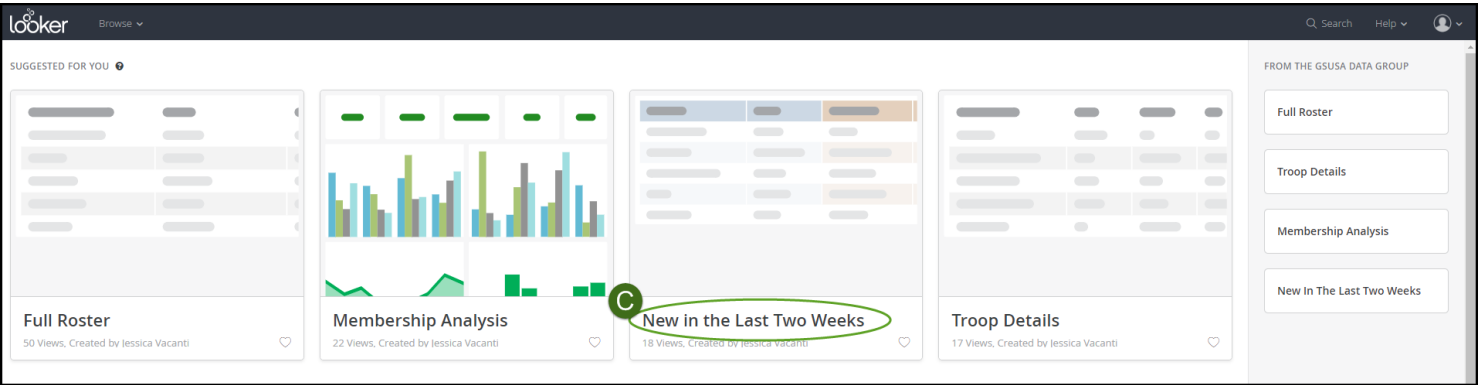 looker
Browse
Search
Help
SUGGESTED FOR YOU
FROM THE GSUSA DATA GROUP
Full Roster
50 Views, Created by Jessica Vacanti
Membership Analysis
22 Views, Created by Jessica Vacanti
C
New in the Last Two Weeks
18 Views, Created by Jessica Vacanti
Troop Details
17 Views, Created by Jessica Vacanti
Full Roster
Troop Details
Membership Analysis
New In The Last Two Weeks